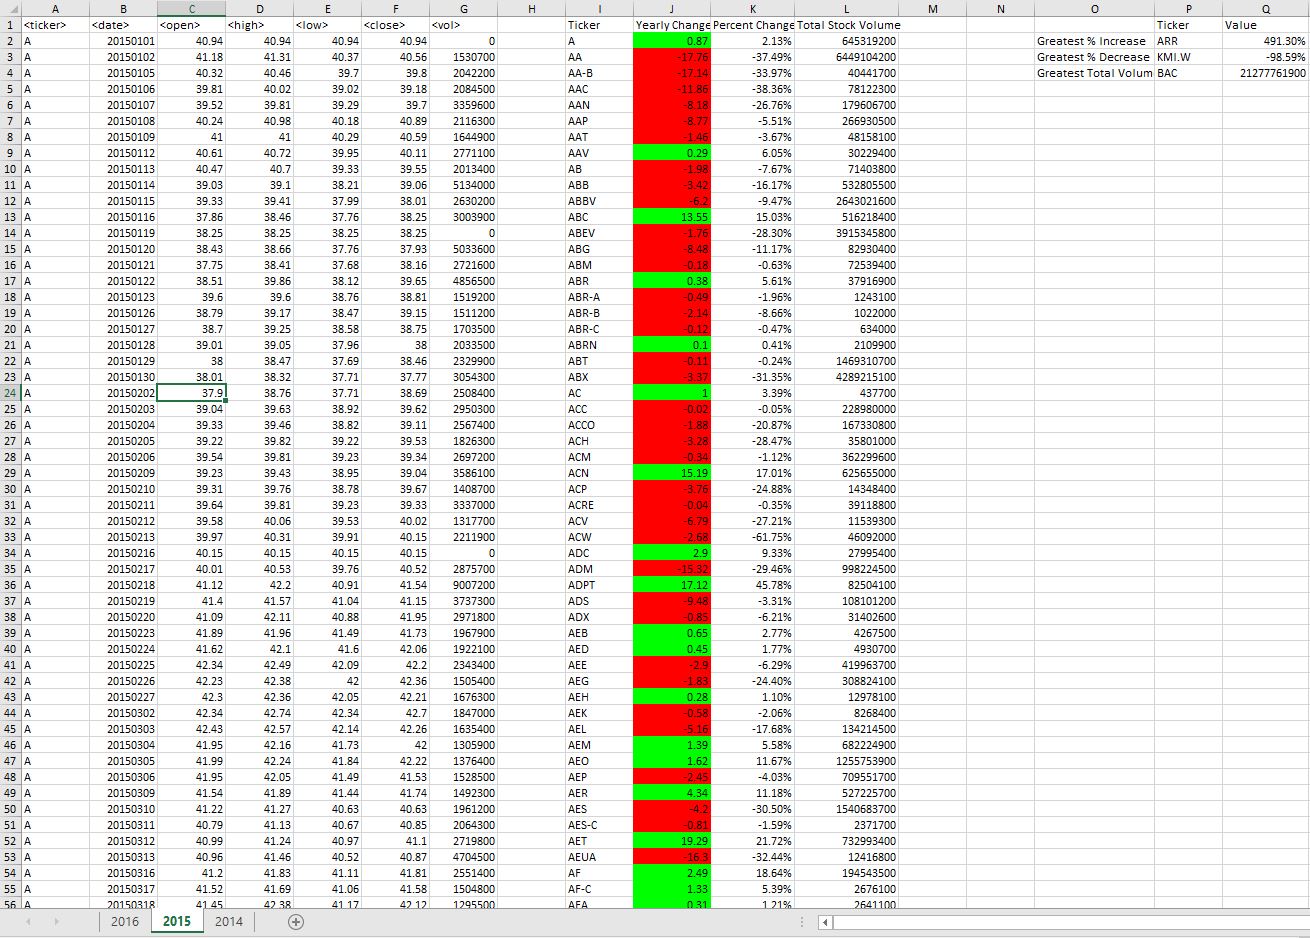 A B C D E F G H I J K L M N O P Q
1 <ticker> <date> <open> <high> <low> <close> <vol> Ticker Yearly Change Percent Change Total Stock Volume Ticker Value
2 A 20150101 40.94 40.94 40.94 40.94 0 A 0.87 2.13% 645319200 Greatest % Increase ARR 491.30%
3 A 20150102 41.18 41.31 40.37 40.56 1530700 AA -17.76 -37.49% 6449104200 Greatest % Decrease KMI.W -98.59%
4 A 20150105 40.32 40.46 39.7 39.8 2042200 AA-B -17.14 -33.97% 40441700 Greatest Total Volum BAC 21277761900
5 A 20150106 39.81 40.02 39.02 39.18 2084500 AAC -11.86 -38.36% 78122300
6 A 20150107 39.52 39.81 39.29 39.7 3359600 AAN -8.18 -26.76% 179606700
7 A 20150108 40.24 40.98 40.18 40.89 2116300 AAP -8.77 -5.51% 266930500
8 A 20150109 41 41 40.29 40.59 1644900 AAT -1.46 -3.67% 48158100
9 A 20150112 40.61 40.72 39.95 40.11 2771100 AAV 0.29 6.05% 30229400
10 A 20150113 40.47 40.7 39.33 39.55 2013400 AB -1.98 -7.67% 71403800
11 A 20150114 39.03 39.1 38.21 39.06 5134000 ABB -3.42 -16.17% 532805500
12 A 20150115 39.33 39.41 37.99 38.01 2630200 ABBV -6.2 -9.47% 2643021600
13 A 20150116 37.86 38.46 37.76 38.25 3003900 ABC 13.55 15.03% 516218400
14 A 20150119 38.25 38.25 38.25 38.25 0 ABEV -1.76 -28.30% 3915345800
15 A 20150120 38.43 38.66 37.76 37.93 5033600 ABG -8.48 -11.17% 82930400
16 A 20150121 37.75 38.41 37.68 38.16 2721600 ABM -0.18 -0.63% 72539400
17 A 20150122 38.51 39.86 38.12 39.65 4856500 ABR 0.38 5.61% 37916900
18 A 20150123 39.6 39.6 38.76 38.81 1519200 ABR-A -0.49 -1.96% 1243100
19 A 20150126 38.79 39.17 38.47 39.15 1511200 ABR-B -2.14 -8.66% 1022000
20 A 20150127 38.7 39.25 38.58 38.75 1703500 ABR-C -0.12 -0.47% 634000
21 A 20150128 39.01 39.05 37.96 38 2033500 ABRN 0.1 0.41% 2109900
22 A 20150129 38 38.47 37.69 38.46 2329900 ABT -0.11 -0.24% 1469310700
23 A 20150130 38.01 38.32 37.71 37.77 3054300 ABX -3.37 -31.35% 4289215100
24 A 20150202 37.9 38.76 37.71 38.69 2508400 AC 1 3.39% 437700
25 A 20150203 39.04 39.63 38.92 39.62 2950300 ACC -0.02 -0.05% 228980000
26 A 20150204 39.33 39.46 38.82 39.11 2567400 ACCO -1.88 -20.87% 167330800
27 A 20150205 39.22 39.82 39.22 39.53 1826300 ACH -3.28 -28.47% 35801000
28 A 20150206 39.54 39.81 39.23 39.34 2697200 ACM -0.34 -1.12% 362299600
29 A 20150209 39.23 39.43 38.95 39.04 3586100 ACN 15.19 17.01% 625655000
30 A 20150210 39.31 39.76 38.78 39.67 1408700 ACP -3.76 -24.88% 14348400
31 A 20150211 39.64 39.81 39.23 39.33 3337000 ACRE -0.04 -0.35% 39118800
32 A 20150212 39.58 40.06 39.53 40.02 1317700 ACV -6.79 -27.21% 11539300
33 A 20150213 39.97 40.31 39.91 40.15 2211900 ACW -2.68 -61.75% 46092000
34 A 20150216 40.15 40.15 40.15 40.15 0 ADC 2.9 9.33% 27995400
35 A 20150217 40.01 40.53 39.76 40.52 2875700 ADM -15.32 -29.46% 998224500
36 A 20150218 41.12 42.2 40.91 41.54 9007200 ADPT 17.12 45.78% 82504100
37 A 20150219 41.4 41.57 41.04 41.15 3737300 ADS -9.48 -3.31% 108101200
38 A 20150220 41.09 42.11 40.88 41.95 2971800 ADX -0.85 -6.21% 31402600
39 A 20150223 41.89 41.96 41.49 41.73 1967900 AEB 0.65 2.77% 4267500
40 A 20150224 41.62 42.1 41.6 42.06 1922100 AED 0.45 1.77% 4930700
41 A 20150225 42.34 42.49 42.09 42.2 2343400 AEE -2.9 -6.29% 419963700
42 A 20150226 42.23 42.38 42 42.36 1505400 AEG -1.83 -24.40% 308824100
43 A 20150227 42.3 42.36 42.05 42.21 1676300 AEH 0.28 1.10% 12978100
44 A 20150302 42.34 42.74 42.34 42.7 1847000 AEK -0.58 -2.06% 8268400
45 A 20150303 42.43 42.57 42.14 42.26 1635400 AEL -5.16 -17.68% 134214500
46 A 20150304 41.95 42.16 41.73 42 1305900 AEM 1.39 5.58% 682224900
47 A 20150305 41.99 42.24 41.84 42.22 1376400 AEO 1.62 11.67% 1255753900
48 A 20150306 41.95 42.05 41.49 41.53 1528500 AEP -2.45 -4.03% 709551700
49 A 20150309 41.54 41.89 41.44 41.74 1492300 AER 4.34 11.18% 527225700
50 A 20150310 41.22 41.27 40.63 40.63 1961200 AES -4.2 -30.50% 1540683700
51 A 20150311 40.79 41.13 40.67 40.85 2064300 AES-C -0.81 -1.59% 2371700
52 A 20150312 40.99 41.24 40.97 41.1 2719800 AET 19.29 21.72% 732993400
53 A 20150313 40.96 41.46 40.52 40.87 4704500 AEUA -16.3 -32.44% 12416800
54 A 20150316 41.2 41.83 41.11 41.81 2551400 AF 2.49 18.64% 194543500
55 A 20150317 41.52 41.69 41.06 41.58 1504800 AF-C 1.33 5.39% 2676100
56 A 20150318 41.45 42.38 41.17 42.12 1295500 AFA 0.31 1.21% 2641100
2016 2015 2014